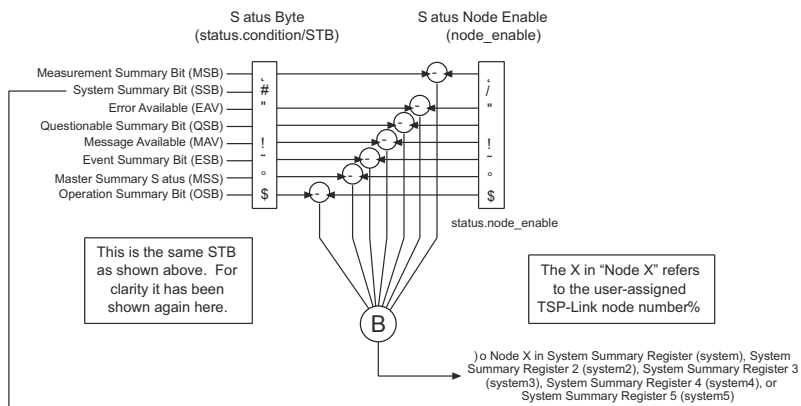 S atus Byte
(status.condition/STB)
S atus Node Enable
(node_enable)
Measurement Summary Bit (MSB)
System Summary Bit (SSB)
Error Available (EAV)
Questionable Summary Bit (QSB)
Message Available (MAV)
Event Summary Bit (ESB)
Master Summary S atus (MSS)
Operation Summary Bit (OSB)
#
"
!
~
°
$
/
"
!
~
°
$
status.node_enable
This is the same STB
as shown above. For
clarity it has been
shown again here.
The X in “Node X” refers
to the user-assigned
TSP-Link node number%
B
) o Node X in System Summary Register (system), System
Summary Register 2 (system2), System Summary Register 3
(system3), System Summary Register 4 (system4), or
System Summary Register 5 (system5)